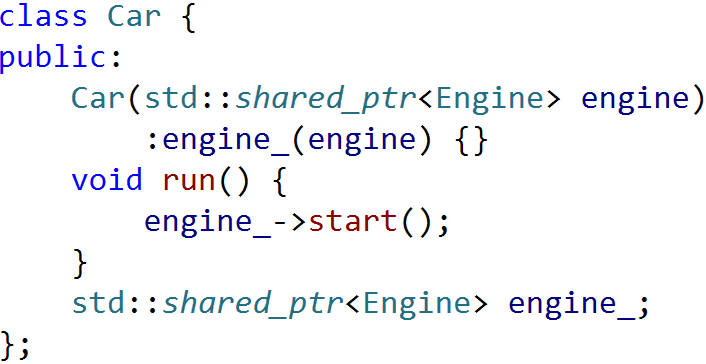 class Car {
public:
    Car(std::shared_ptr<Engine> engine)
        :engine_(engine) {}
    void run() {
        engine_->start();
    }
    std::shared_ptr<Engine> engine_;
};